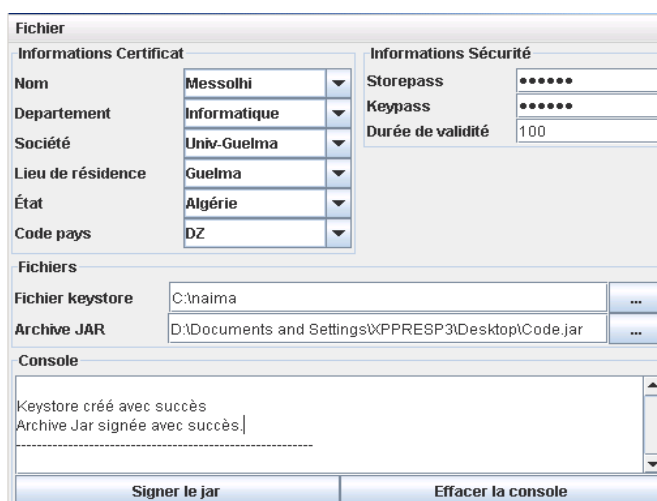 Fichier
Informations Certificat
Nom Messolhi
Departement Informatique
Société Univ-Guelma
Lieu de résidence Guelma
État Algérie
Code pays DZ
Informations Sécurité
Storepass ••••••
Keypass ••••••
Durée de validité 100
Fichiers
Fichier keystore C:\naima ...
Archive JAR D:\Documents and Settings\XPPRESP3\Desktop\Code.jar ...
Console
Keystore créé avec succès
Archive Jar signée avec succès.
------------------------------------------------------------
Signer le jar Effacer la console